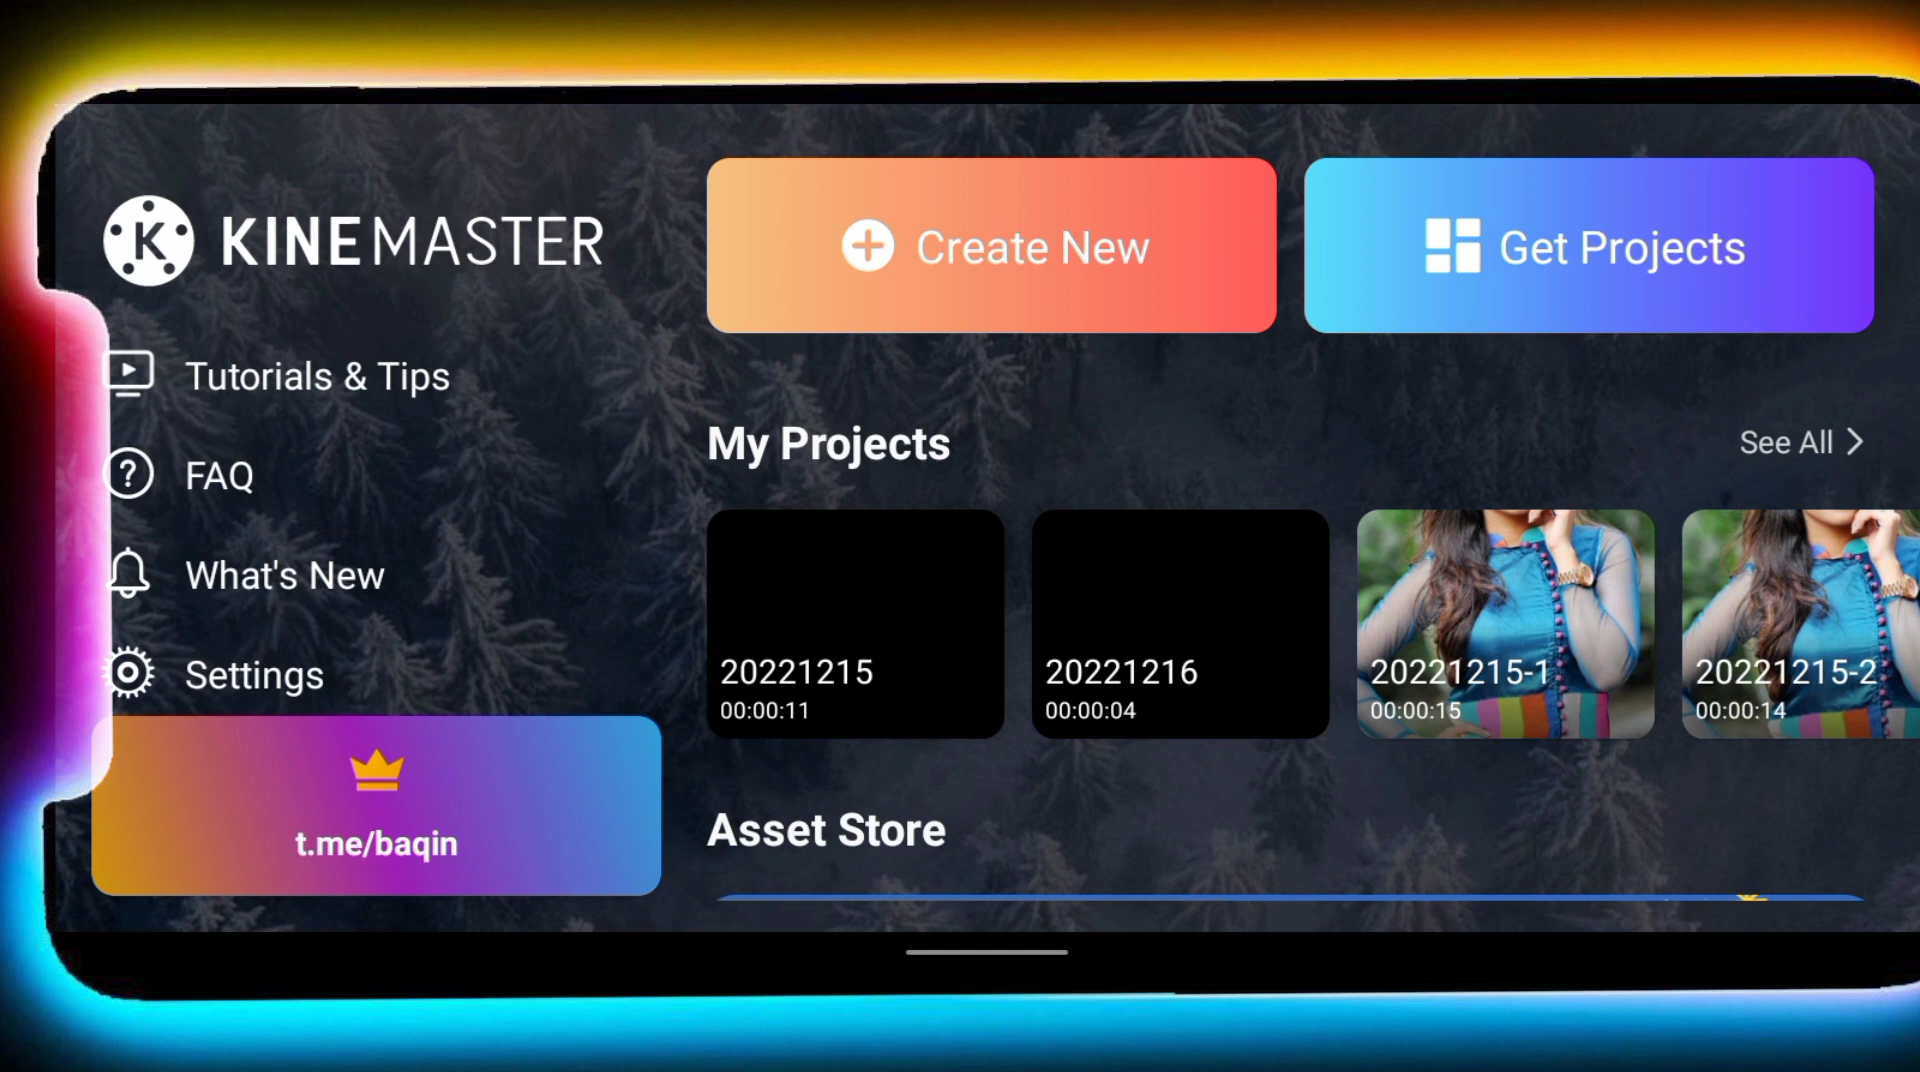 KINEMASTER
Tutorials & Tips
FAQ
What's New
Settings
t.me/baqin
Create New
Get Projects
My Projects
See All
20221215
00:00:11
20221216
00:00:04
20221215-1
00:00:15
20221215-2
00:00:14
Asset Store